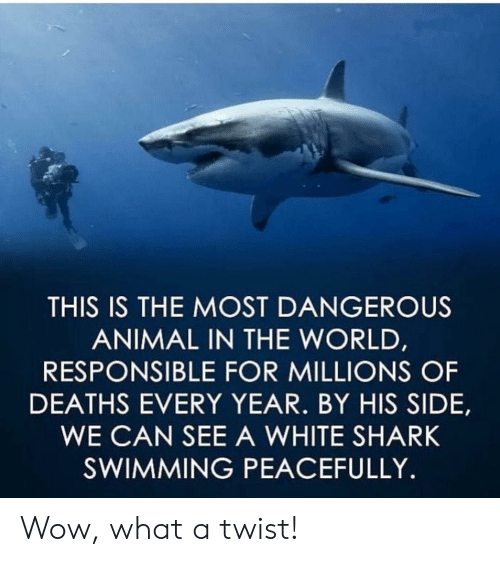 THIS IS THE MOST DANGEROUS
ANIMAL IN THE WORLD,
RESPONSIBLE FOR MILLIONS OF
DEATHS EVERY YEAR. BY HIS SIDE,
WE CAN SEE A WHITE SHARK
SWIMMING PEACEFULLY.
Wow, what a twist!